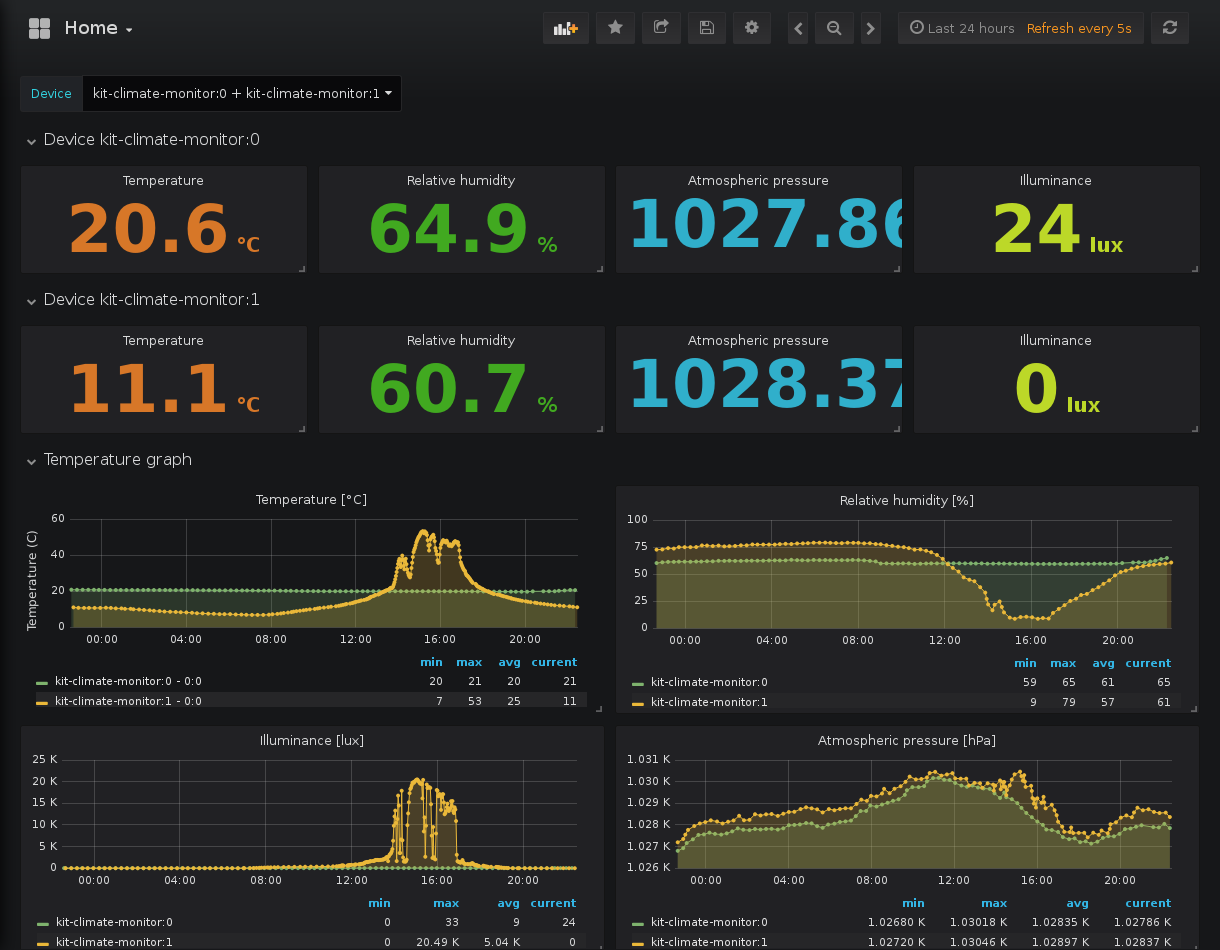 Home
Last 24 hours Refresh every 5s
Device kit-climate-monitor:0 + kit-climate-monitor:1
Device kit-climate-monitor:0
Temperature Relative humidity Atmospheric pressure Illuminance
20.6 °C 64.9 % 1027.86 24 lux
Device kit-climate-monitor:1
Temperature Relative humidity Atmospheric pressure Illuminance
11.1 °C 60.7 % 1028.37 0 lux
Temperature graph
Temperature [°C]
Temperature (C)
60
40
20
0
00:00 04:00 08:00 12:00 16:00 20:00
min max avg current
kit-climate-monitor:0 - 0:0 20 21 20 21
kit-climate-monitor:1 - 0:0 7 53 25 11
Relative humidity [%]
100
75
50
25
0
00:00 04:00 08:00 12:00 16:00 20:00
min max avg current
kit-climate-monitor:0 59 65 61 65
kit-climate-monitor:1 9 79 57 61
Illuminance [lux]
25 K
20 K
15 K
10 K
5 K
0
00:00 04:00 08:00 12:00 16:00 20:00
min max avg current
kit-climate-monitor:0 0 33 9 24
kit-climate-monitor:1 0 20.49 K 5.04 K 0
Atmospheric pressure [hPa]
1.031 K
1.030 K
1.029 K
1.028 K
1.027 K
1.026 K
00:00 04:00 08:00 12:00 16:00 20:00
min max avg current
kit-climate-monitor:0 1.02680 K 1.03018 K 1.02835 K 1.02786 K
kit-climate-monitor:1 1.02720 K 1.03046 K 1.02897 K 1.02837 K